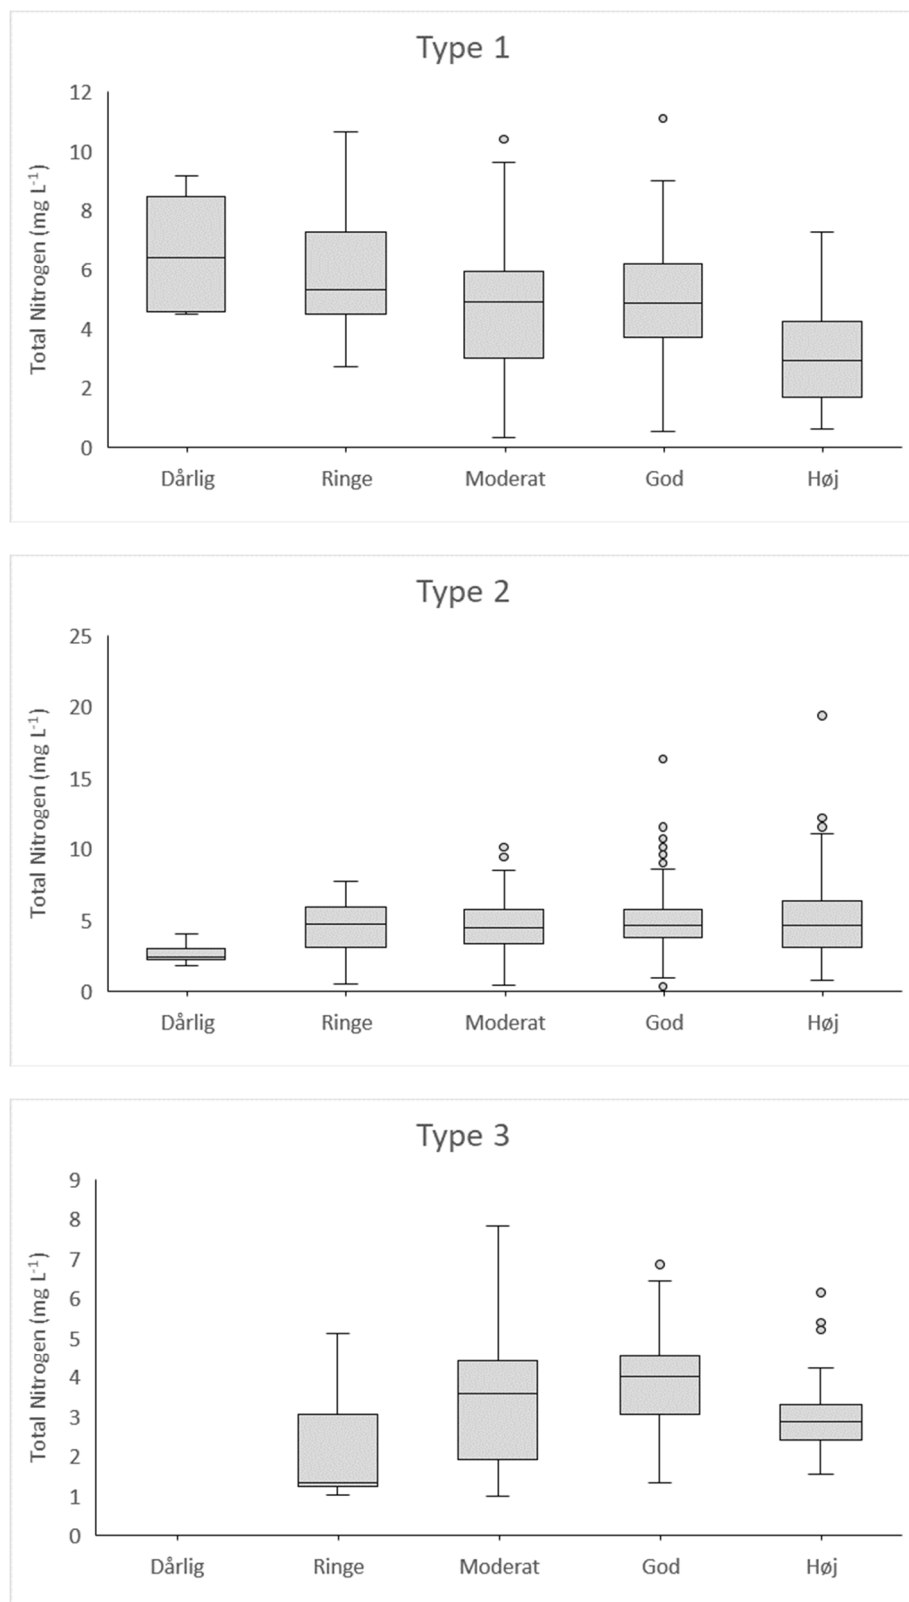 Type 1
Total Nitrogen (mg L⁻¹)
12
10
8
6
4
2
0
Dårlig Ringe Moderat God Høj
Type 2
Total Nitrogen (mg L⁻¹)
25
20
15
10
5
0
Dårlig Ringe Moderat God Høj
Type 3
Total Nitrogen (mg L⁻¹)
9
8
7
6
5
4
3
2
1
0
Dårlig Ringe Moderat God Høj